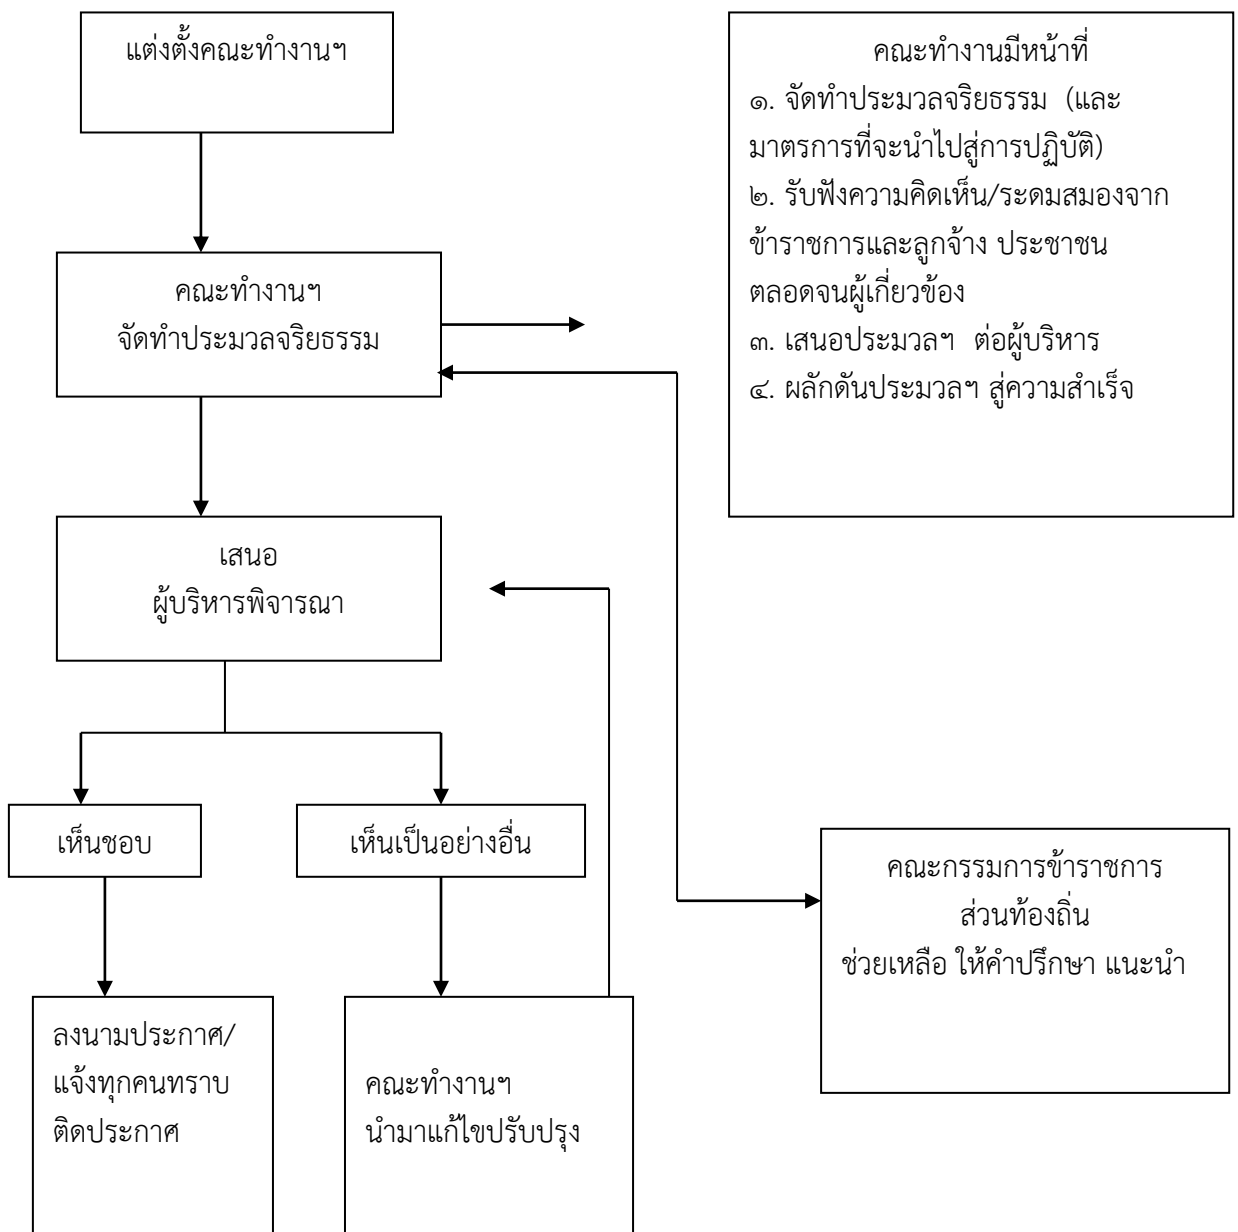 แต่งตั้งคณะทำงานฯ
คณะทำงานมีหน้าที่
๑. จัดทำประมวลจริยธรรม (และ
มาตรการที่จะนำไปสู่การปฏิบัติ)
๒. รับฟังความคิดเห็น/ระดมสมองจาก
ข้าราชการและลูกจ้าง ประชาชน
ตลอดจนผู้เกี่ยวข้อง
๓. เสนอประมวลฯ ต่อผู้บริหาร
๔. ผลักดันประมวลฯ สู่ความสำเร็จ
คณะทำงานฯ
จัดทำประมวลจริยธรรม
เสนอ
ผู้บริหารพิจารณา
เห็นชอบ
เห็นเป็นอย่างอื่น
คณะกรรมการข้าราชการ
ส่วนท้องถิ่น
ช่วยเหลือ ให้คำปรึกษา แนะนำ
ลงนามประกาศ/
แจ้งทุกคนทราบ
ติดประกาศ
คณะทำงานฯ
นำมาแก้ไขปรับปรุง